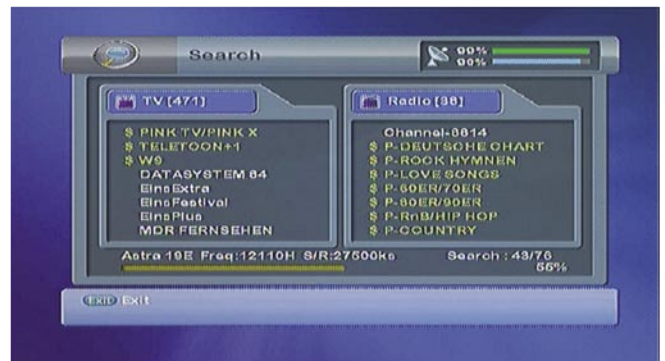 Search
99%
90%
TV [471]
$ PINK TV/PINK X
$ TELETOON+1
$ W9
DATASYSTEM 64
EinsExtra
EinsFestival
EinsPlus
MDR FERNSEHEN
Radio [38]
Channel-6614
$ P-DEUTSCHE CHART
$ P-ROCK HYMNEN
$ P-LOVE SONGS
$ P-60ER/70ER
$ P-80ER/90ER
$ P-RnB/HIP HOP
$ P-COUNTRY
Astra 19E Freq:12110H S/R:27500ks Search : 43/76
55%
Exit Exit